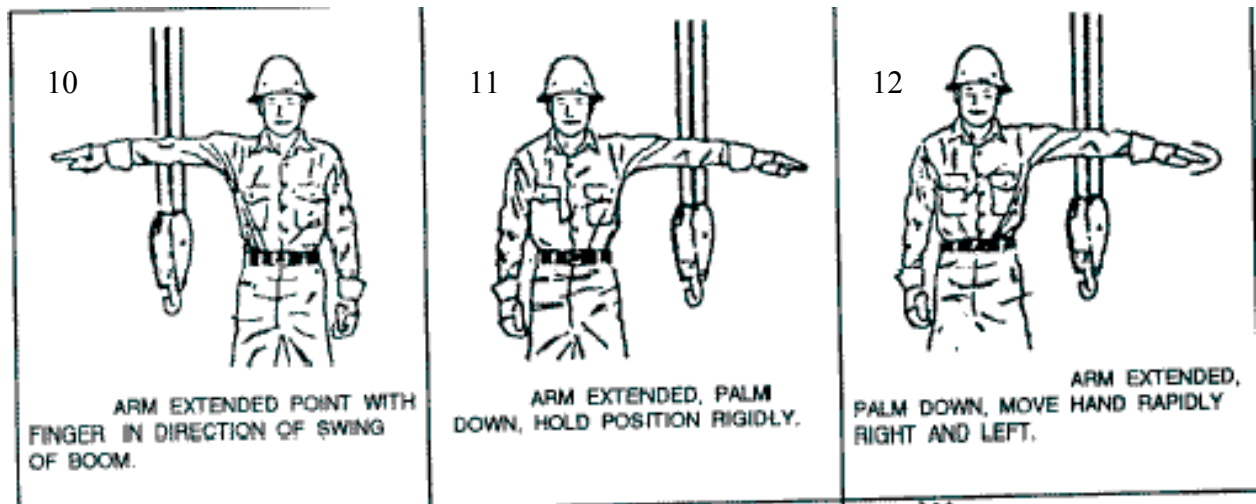 10
ARM EXTENDED POINT WITH
FINGER IN DIRECTION OF SWING
OF BOOM.
11
ARM EXTENDED, PALM
DOWN, HOLD POSITION RIGIDLY.
12
ARM EXTENDED,
PALM DOWN, MOVE HAND RAPIDLY
RIGHT AND LEFT.